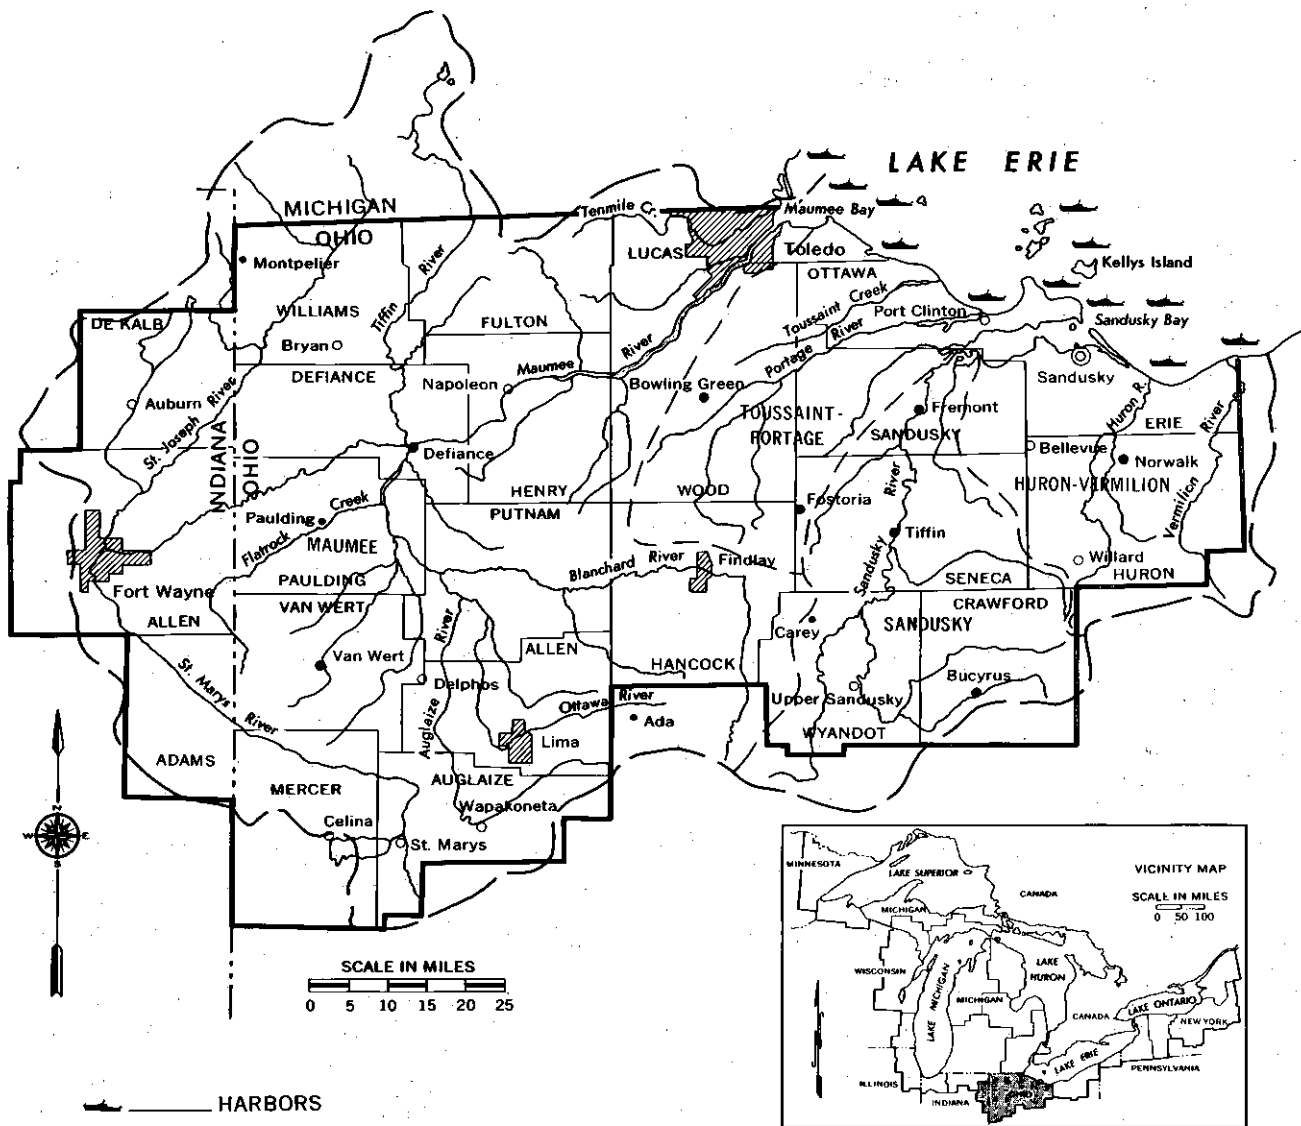 LAKE ERIE
MICHIGAN
OHIO
Tenmile Cr.
Maumee Bay
LUCAS
Toledo
Montpelier
Tiffin River
OTTAWA
Kellys Island
Toussaint Creek
Port Clinton
Sandusky Bay
DE KALB
WILLIAMS
FULTON
Portage River
Bryan
Maumee River
DEFIANCE
Napoleon
Bowling Green
Sandusky
Auburn
St. Joseph River
TOUSSAINT-
PORTAGE
Fremont
SANDUSKY
Huron R.
ERIE
Vermilion River
Bellevue
Norwalk
HURON-VERMILION
INDIANA
OHIO
Defiance
HENRY
WOOD
PUTNAM
Fostoria
Sandusky River
Tiffin
Paulding
Flatrock Creek
MAUMEE
Blanchard River
Findlay
Willard
HURON
PAULDING
SENECA
Fort Wayne
ALLEN
VAN WERT
CRAWFORD
SANDUSKY
Carey
ALLEN
Van Wert
HANCOCK
Delphos
Upper Sandusky
Bucyrus
St. Marys River
Auglaize River
Ottawa River
Ada
Lima
WYANDOT
ADAMS
MERCER
AUGLAIZE
Wapakoneta
Celina
St. Marys
N
W E
S
SCALE IN MILES
0 5 10 15 20 25
HARBORS
VICINITY MAP
SCALE IN MILES
0 50 100
MINNESOTA
LAKE SUPERIOR
CANADA
MICHIGAN
WISCONSIN
LAKE MICHIGAN
MICHIGAN
LAKE
HURON
CANADA
LAKE ONTARIO
NEW YORK
LAKE ERIE
PENNSYLVANIA
ILLINOIS
INDIANA
OHIO